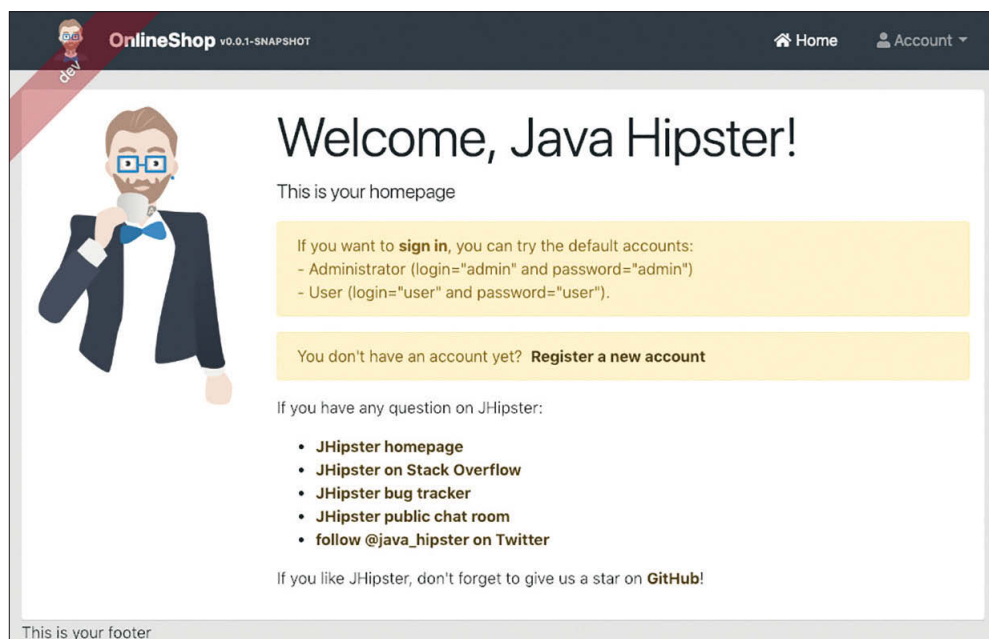 OnlineShop v0.0.1-SNAPSHOT
Home
Account
dev
Welcome, Java Hipster!
This is your homepage
If you want to sign in, you can try the default accounts:
- Administrator (login="admin" and password="admin")
- User (login="user" and password="user").
You don't have an account yet? Register a new account
If you have any question on JHipster:
• JHipster homepage
• JHipster on Stack Overflow
• JHipster bug tracker
• JHipster public chat room
• follow @java_hipster on Twitter
If you like JHipster, don't forget to give us a star on GitHub!
This is your footer